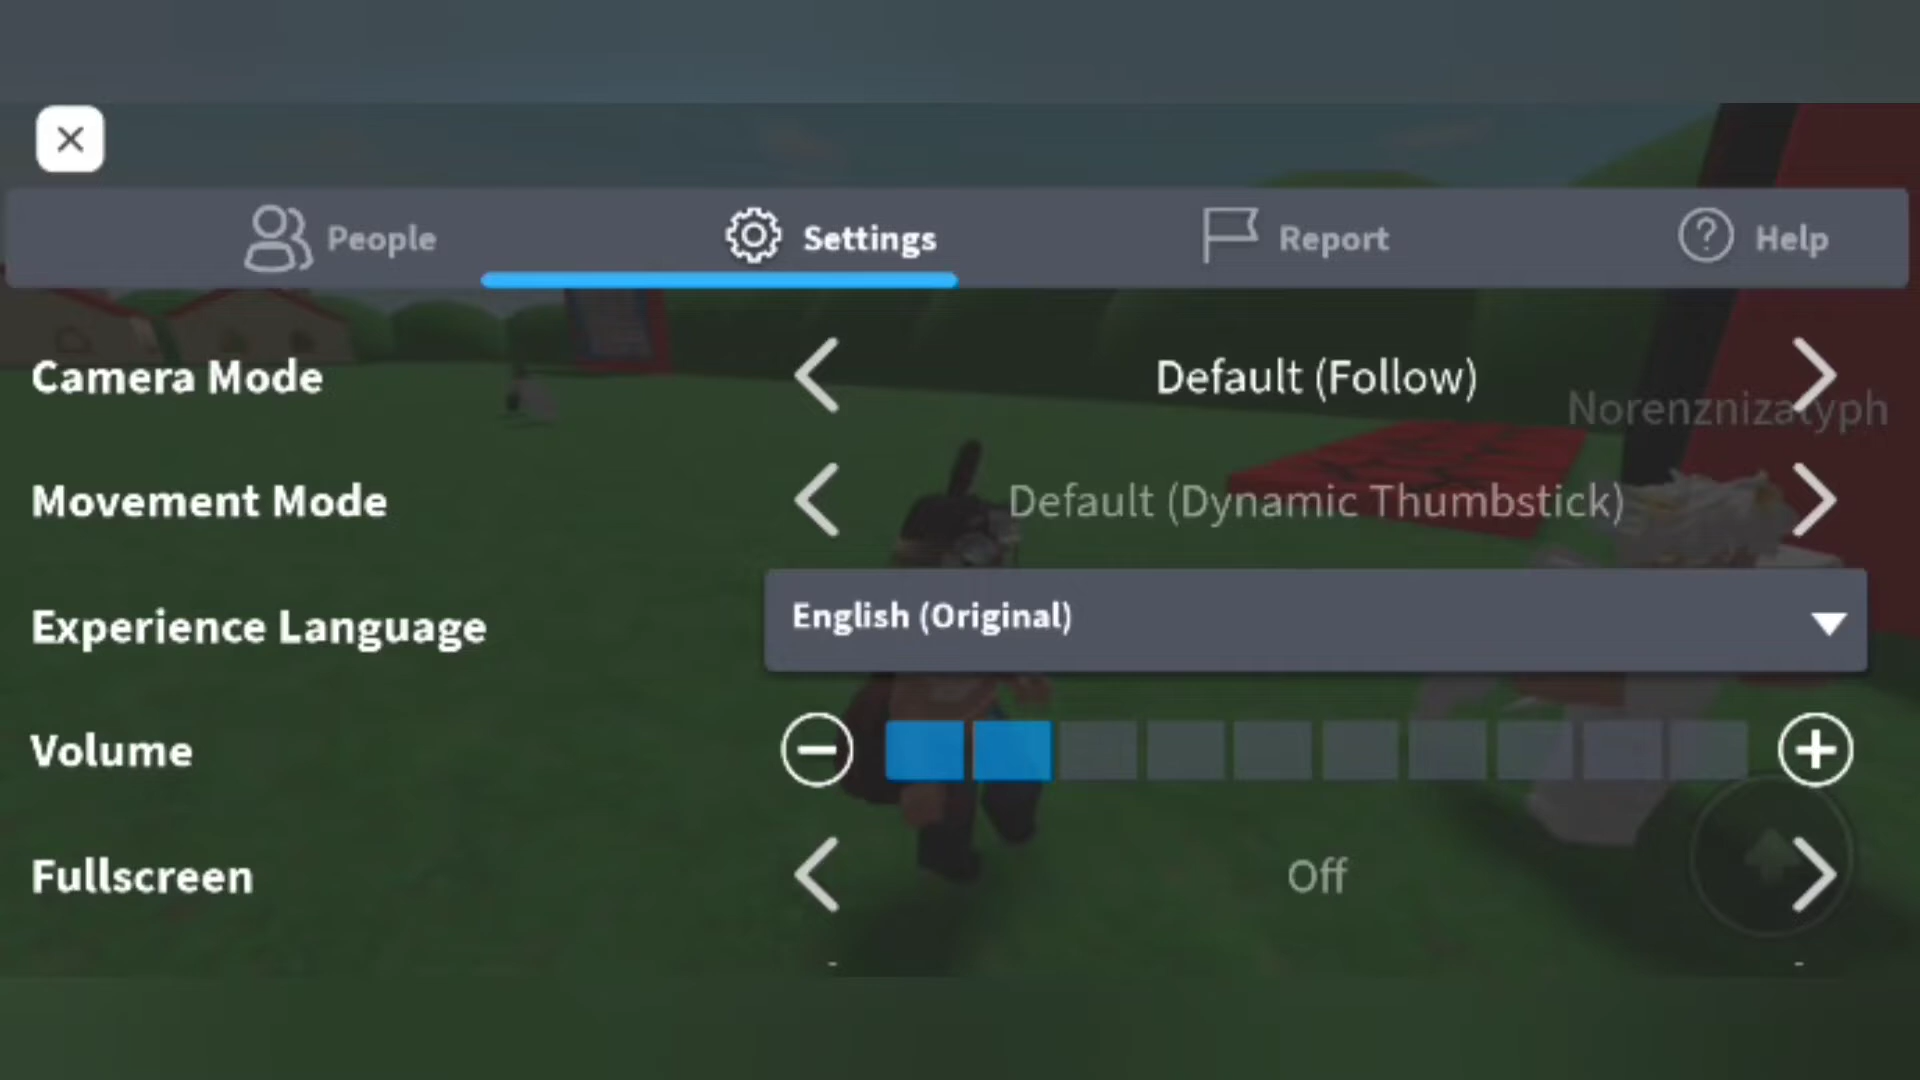 People
Settings
Report
Help
Camera Mode
Default (Follow)
Norenznizatyph
Movement Mode
Default (Dynamic Thumbstick)
Experience Language
English (Original)
Volume
Fullscreen
Off